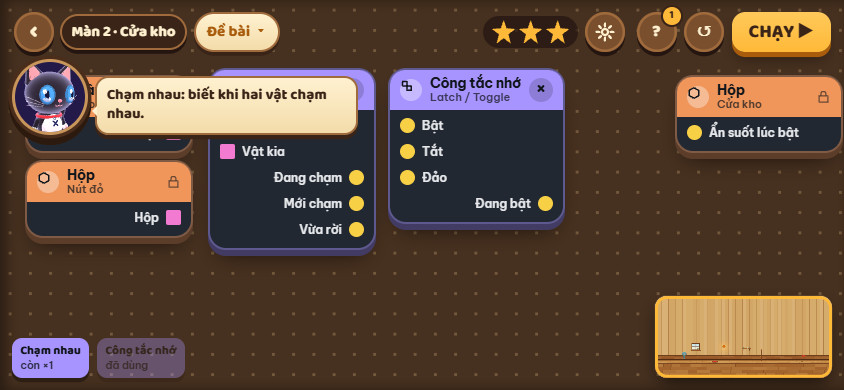 Màn 2 · Cửa kho
Đề bài
?
1
CHẠY
Chạm nhau: biết khi hai vật chạm
nhau.
Hộp
Nút đỏ
Hộp
Vật kia
Đang chạm
Mới chạm
Vừa rời
Công tắc nhớ
Latch / Toggle
Bật
Tắt
Đảo
Đang bật
Hộp
Cửa kho
Ẩn suốt lúc bật
Chạm nhau
còn ×1
Công tắc nhớ
đã dùng